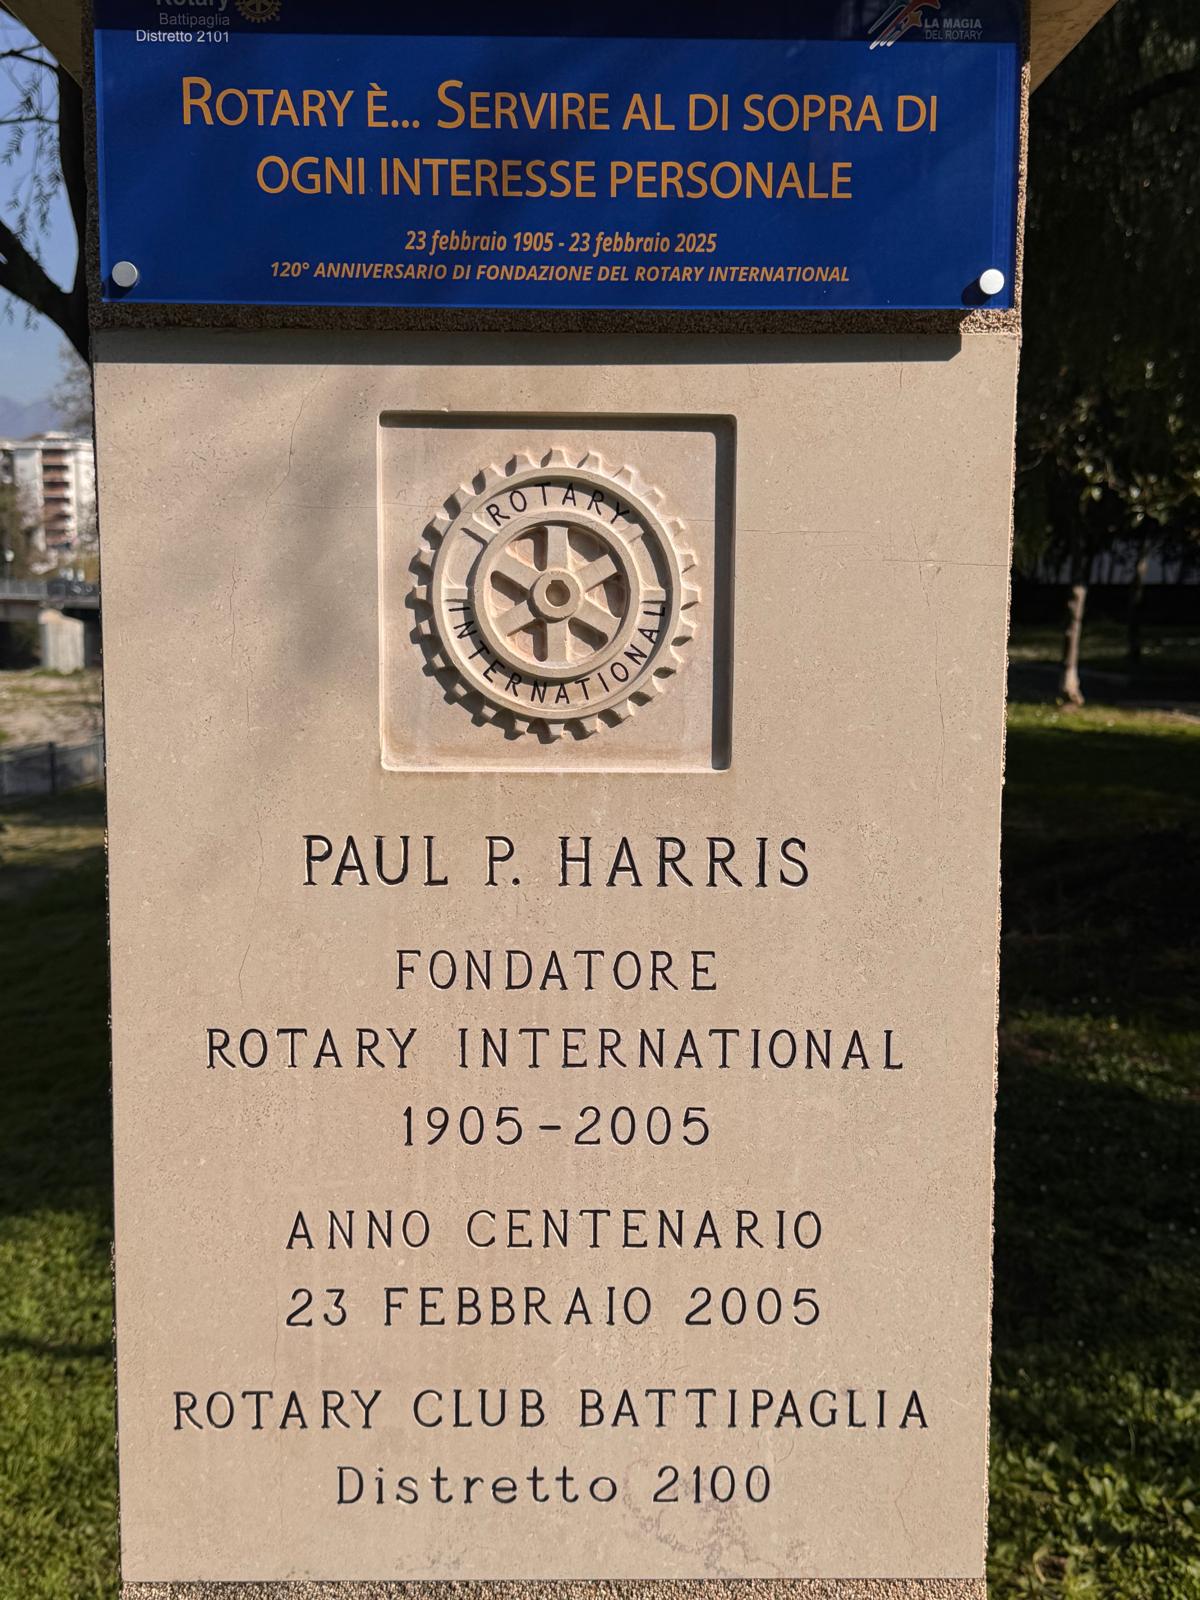 Rotary
Battipaglia
Distretto 2101
LA MAGIA
DEL ROTARY
ROTARY È... SERVIRE AL DI SOPRA DI
OGNI INTERESSE PERSONALE
23 febbraio 1905 - 23 febbraio 2025
120° ANNIVERSARIO DI FONDAZIONE DEL ROTARY INTERNATIONAL
ROTARY
INTERNATIONAL
PAUL P. HARRIS
FONDATORE
ROTARY INTERNATIONAL
1905-2005
ANNO CENTENARIO
23 FEBBRAIO 2005
ROTARY CLUB BATTIPAGLIA
Distretto 2100